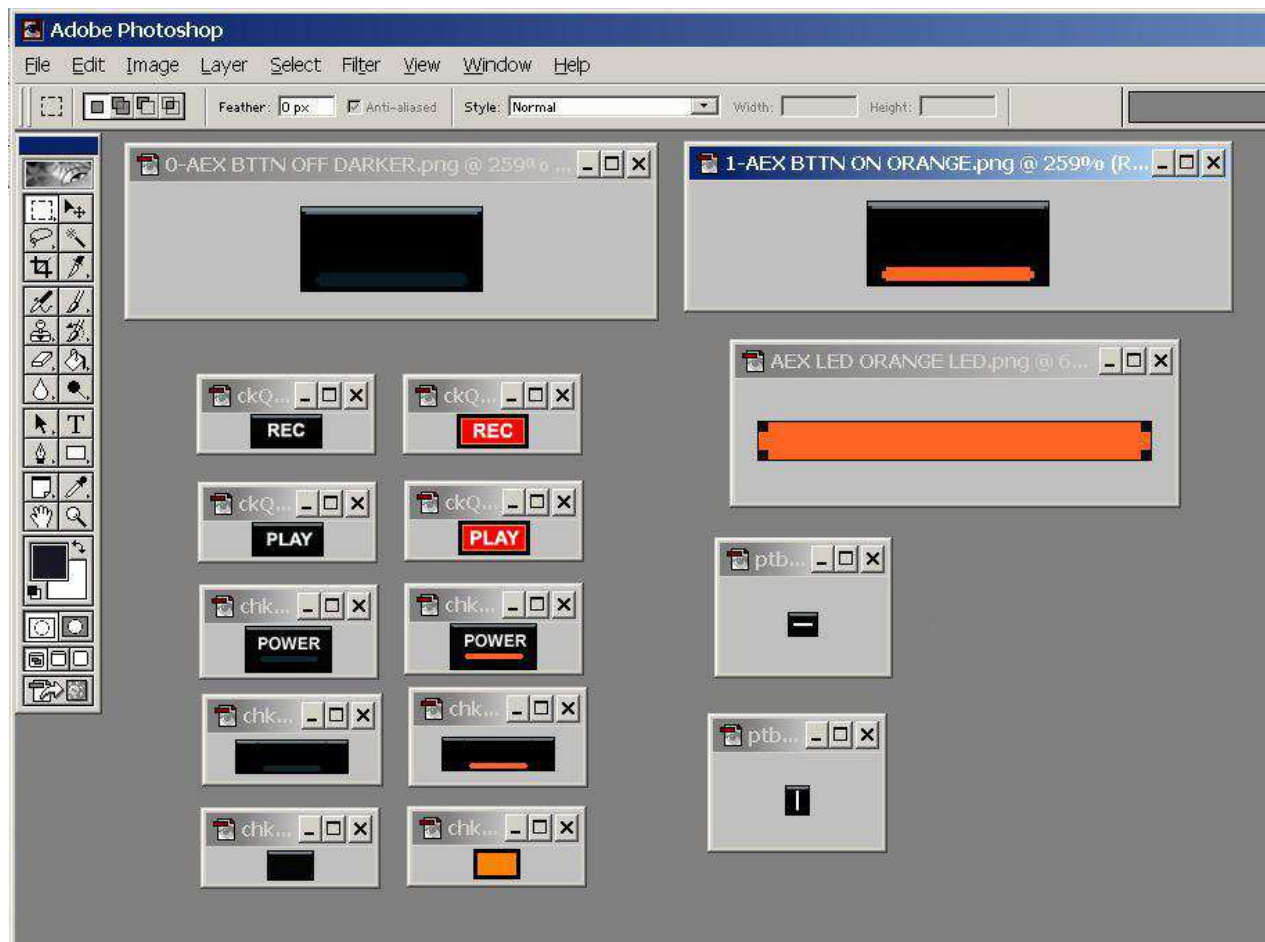 Adobe Photoshop
File Edit Image Layer Select Filter View Window Help
Feather: 0 px Anti-aliased Style: Normal Width: Height:
0-AEX BTTN OFF DARKER.png @ 259% ...
1-AEX BTTN ON ORANGE.png @ 259% (R...
AEX LED ORANGE LED.png @ 6...
ckQ...
REC
ckQ...
REC
ckQ...
PLAY
ckQ...
PLAY
chk...
POWER
chk...
POWER
chk...
chk...
chk...
chk...
ptb...
ptb...
T